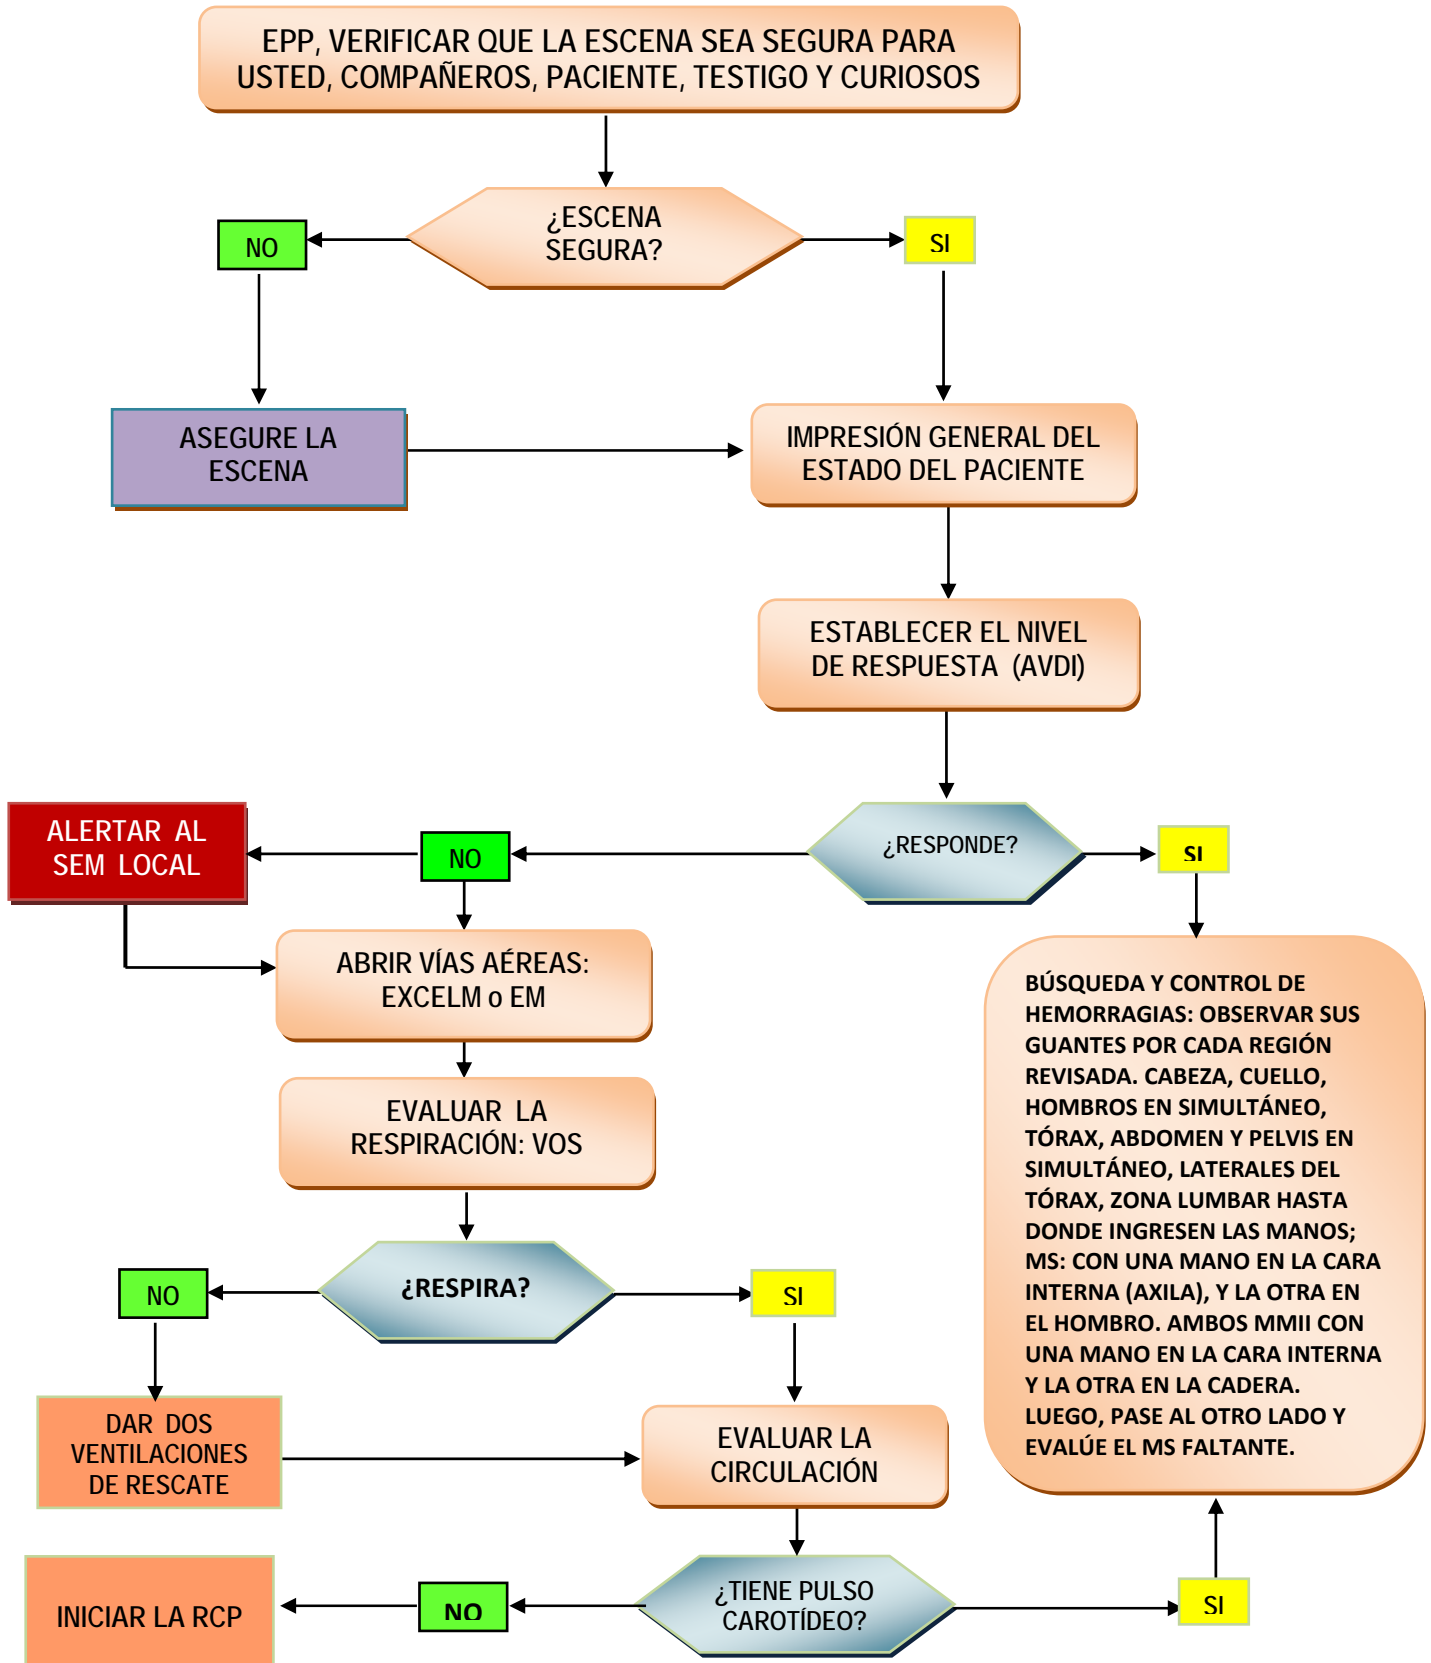 EPP, VERIFICAR QUE LA ESCENA SEA SEGURA PARA
USTED, COMPAÑEROS, PACIENTE, TESTIGO Y CURIOSOS
¿ESCENA
SEGURA?
NO
SI
ASEGURE LA
ESCENA
IMPRESIÓN GENERAL DEL
ESTADO DEL PACIENTE
ESTABLECER EL NIVEL
DE RESPUESTA (AVDI)
¿RESPONDE?
NO
SI
ALERTAR AL
SEM LOCAL
ABRIR VÍAS AÉREAS:
EXCELM o EM
EVALUAR LA
RESPIRACIÓN: VOS
¿RESPIRA?
NO
SI
DAR DOS
VENTILACIONES
DE RESCATE
EVALUAR LA
CIRCULACIÓN
¿TIENE PULSO
CAROTÍDEO?
NO
SI
INICIAR LA RCP
BÚSQUEDA Y CONTROL DE
HEMORRAGIAS: OBSERVAR SUS
GUANTES POR CADA REGIÓN
REVISADA. CABEZA, CUELLO,
HOMBROS EN SIMULTÁNEO,
TÓRAX, ABDOMEN Y PELVIS EN
SIMULTÁNEO, LATERALES DEL
TÓRAX, ZONA LUMBAR HASTA
DONDE INGRESEN LAS MANOS;
MS: CON UNA MANO EN LA CARA
INTERNA (AXILA), Y LA OTRA EN
EL HOMBRO. AMBOS MMII CON
UNA MANO EN LA CARA INTERNA
Y LA OTRA EN LA CADERA.
LUEGO, PASE AL OTRO LADO Y
EVALÚE EL MS FALTANTE.